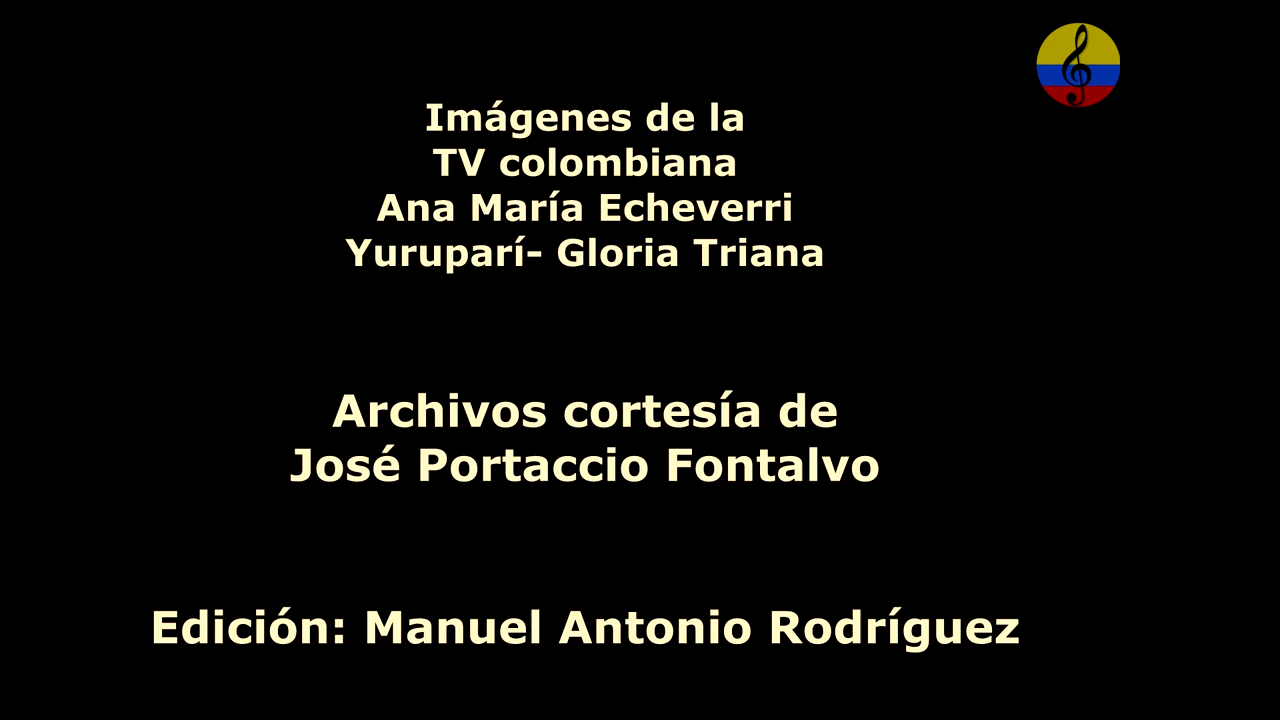 Imágenes de la
TV colombiana
Ana María Echeverri
Yuruparí- Gloria Triana
Archivos cortesía de
José Portaccio Fontalvo
Edición: Manuel Antonio Rodríguez